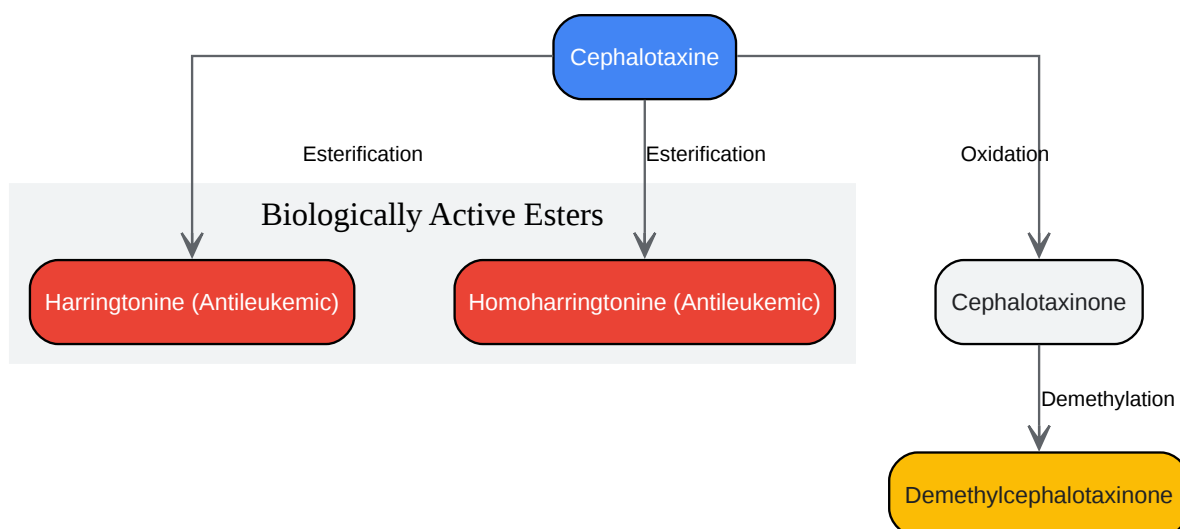 Cephalotaxine
Esterification
Esterification
Oxidation
Biologically Active Esters
Harringtonine (Antileukemic)
Homoharringtonine (Antileukemic)
Cephalotaxinone
Demethylation
Demethylcephalotaxinone